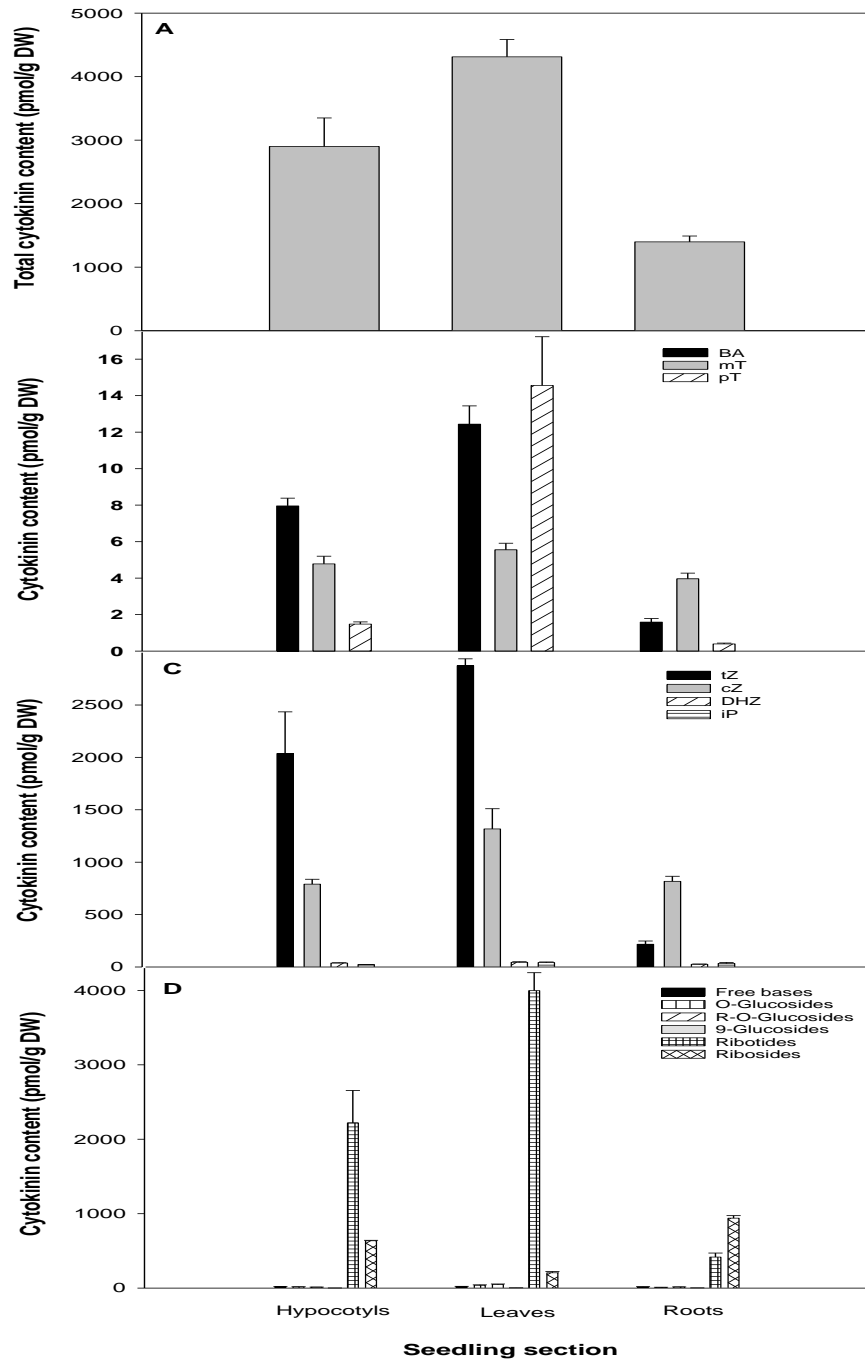 A
Total cytokinin content (pmol/g DW)
5000
4000
3000
2000
1000
0
Cytokinin content (pmol/g DW)
16
14
12
10
8
6
4
2
0
BA
mT
pT
C
Cytokinin content (pmol/g DW)
2500
2000
1500
1000
500
0
tZ
cZ
DHZ
iP
D
Cytokinin content (pmol/g DW)
4000
3000
2000
1000
0
Free bases
O-Glucosides
R-O-Glucosides
9-Glucosides
Ribotides
Ribosides
Hypocotyls Leaves Roots
Seedling section